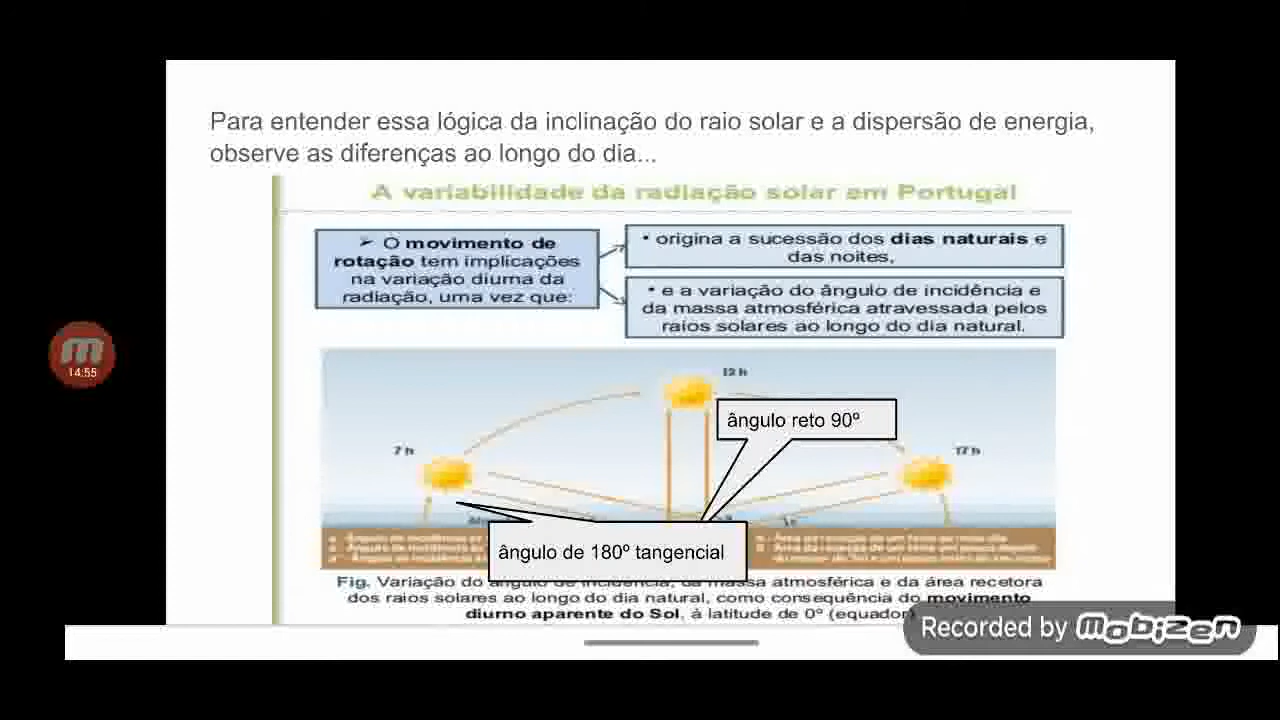 Para entender essa lógica da inclinação do raio solar e a dispersão de energia,
observe as diferenças ao longo do dia...
A variabilidade da radiação solar em Portugal
➢ O movimento de
rotação tem implicações
na variação diurna da
radiação, uma vez que:
• origina a sucessão dos dias naturais e
das noites,
• e a variação do ângulo de incidência e
da massa atmosférica atravessada pelos
raios solares ao longo do dia natural.
12 h
ângulo reto 90º
7 h
17 h
ângulo de 180º tangencial
Fig. Variação do ângulo de incidência, da massa atmosférica e da área recetora
dos raios solares ao longo do dia natural, como consequência do movimento
diurno aparente do Sol, à latitude de 0º (equador)
14:55
Recorded by mobizen